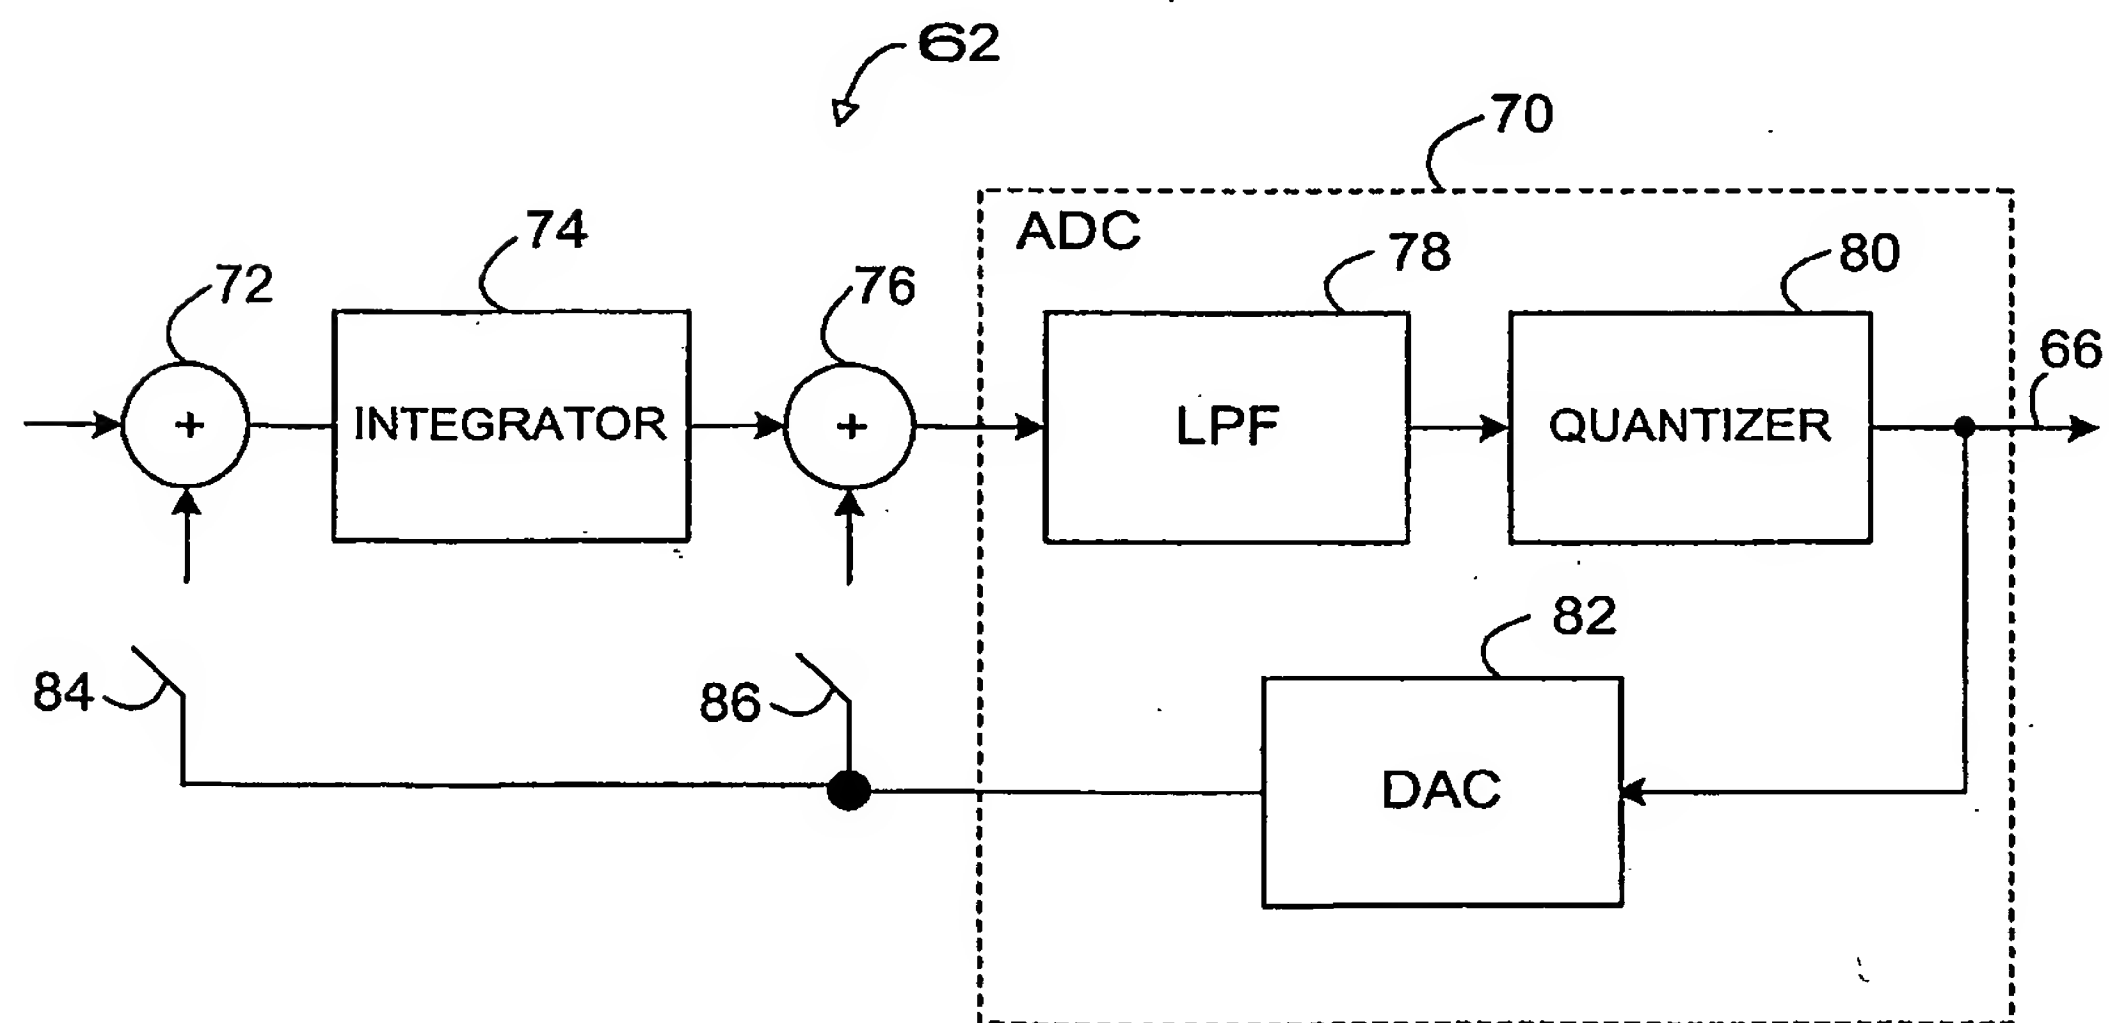 62
70
ADC
72
74
76
78
80
66
+
INTEGRATOR
+
LPF
QUANTIZER
84
86
82
DAC